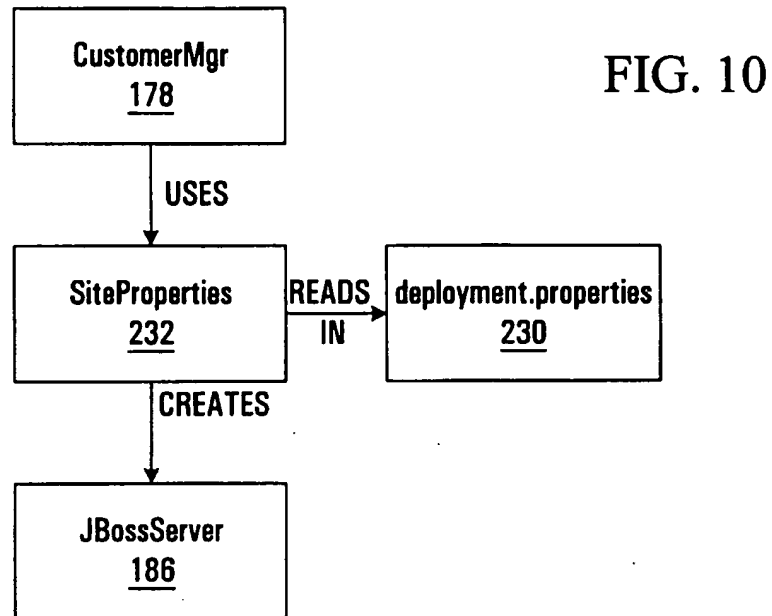 CustomerMgr
178
FIG. 10
USES
SiteProperties
232
READS
IN
deployment.properties
230
CREATES
JBossServer
186